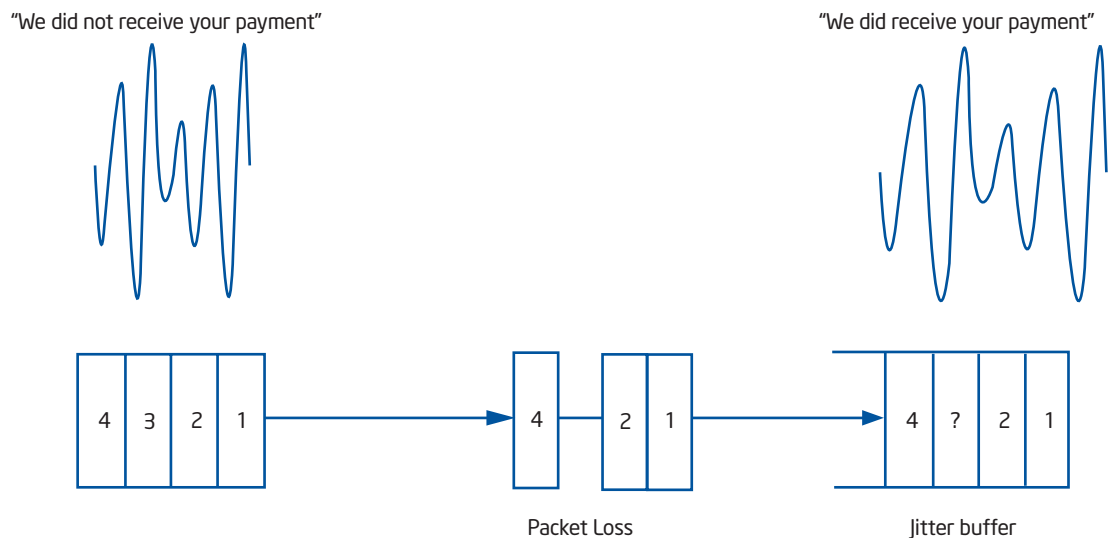 “We did not receive your payment”
“We did receive your payment”
4 3 2 1
4 2 1
4 ? 2 1
Packet Loss
Jitter buffer